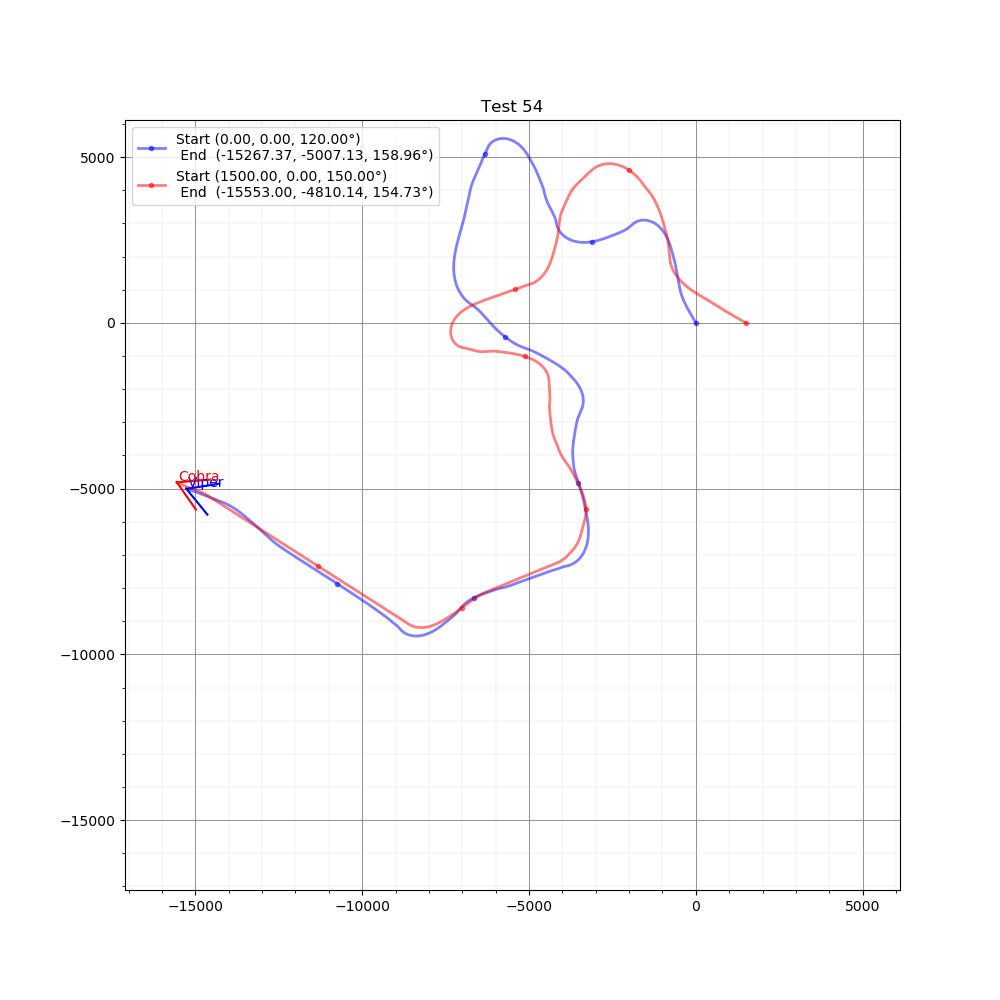 Test 54
Start (0.00, 0.00, 120.00°)
End (-15267.37, -5007.13, 158.96°)
Start (1500.00, 0.00, 150.00°)
End (-15553.00, -4810.14, 154.73°)
5000
0
−5000
−10000
−15000
Cobra
Viper
−15000
−10000
−5000
0
5000